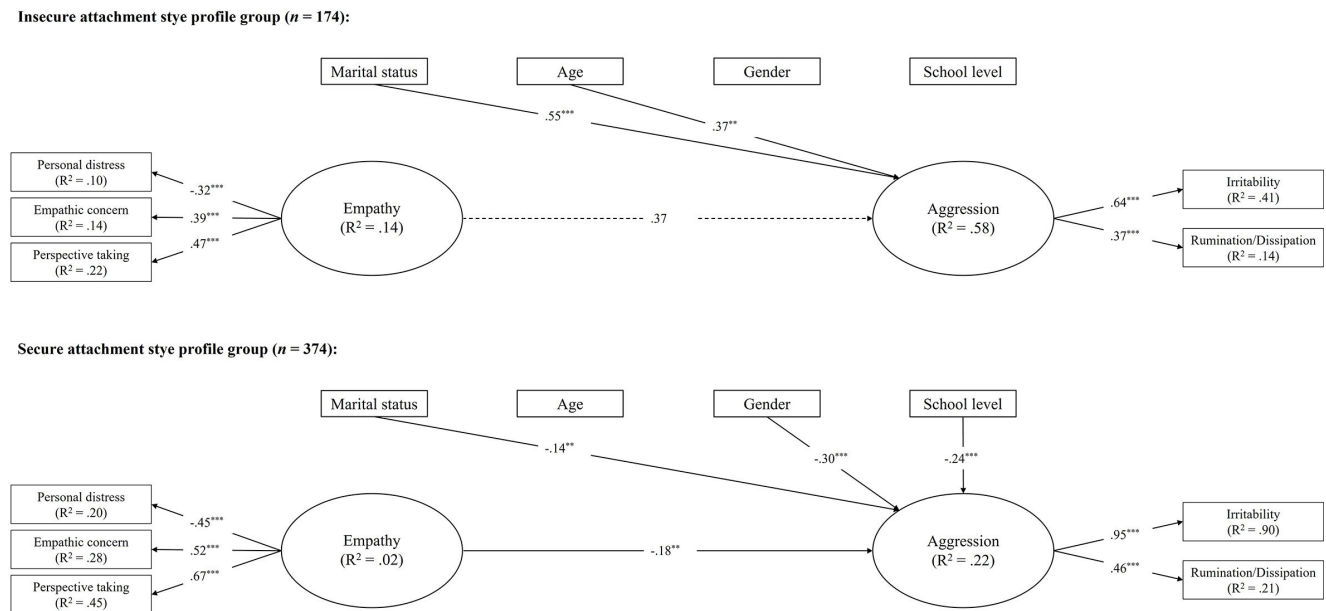 Insecure attachment stye profile group (n = 174):
Marital status
Age
Gender
School level
.55***
.37**
Personal distress
(R² = .10)
Empathic concern
(R² = .14)
Perspective taking
(R² = .22)
-.32***
.39***
.47***
Empathy
(R² = .14)
.37
Aggression
(R² = .58)
.64***
.37***
Irritability
(R² = .41)
Rumination/Dissipation
(R² = .14)
Secure attachment stye profile group (n = 374):
Marital status
Age
Gender
School level
-.14**
-.30***
-.24***
Personal distress
(R² = .20)
Empathic concern
(R² = .28)
Perspective taking
(R² = .45)
-.45***
.52***
.67***
Empathy
(R² = .02)
-.18**
Aggression
(R² = .22)
.95***
.46***
Irritability
(R² = .90)
Rumination/Dissipation
(R² = .21)